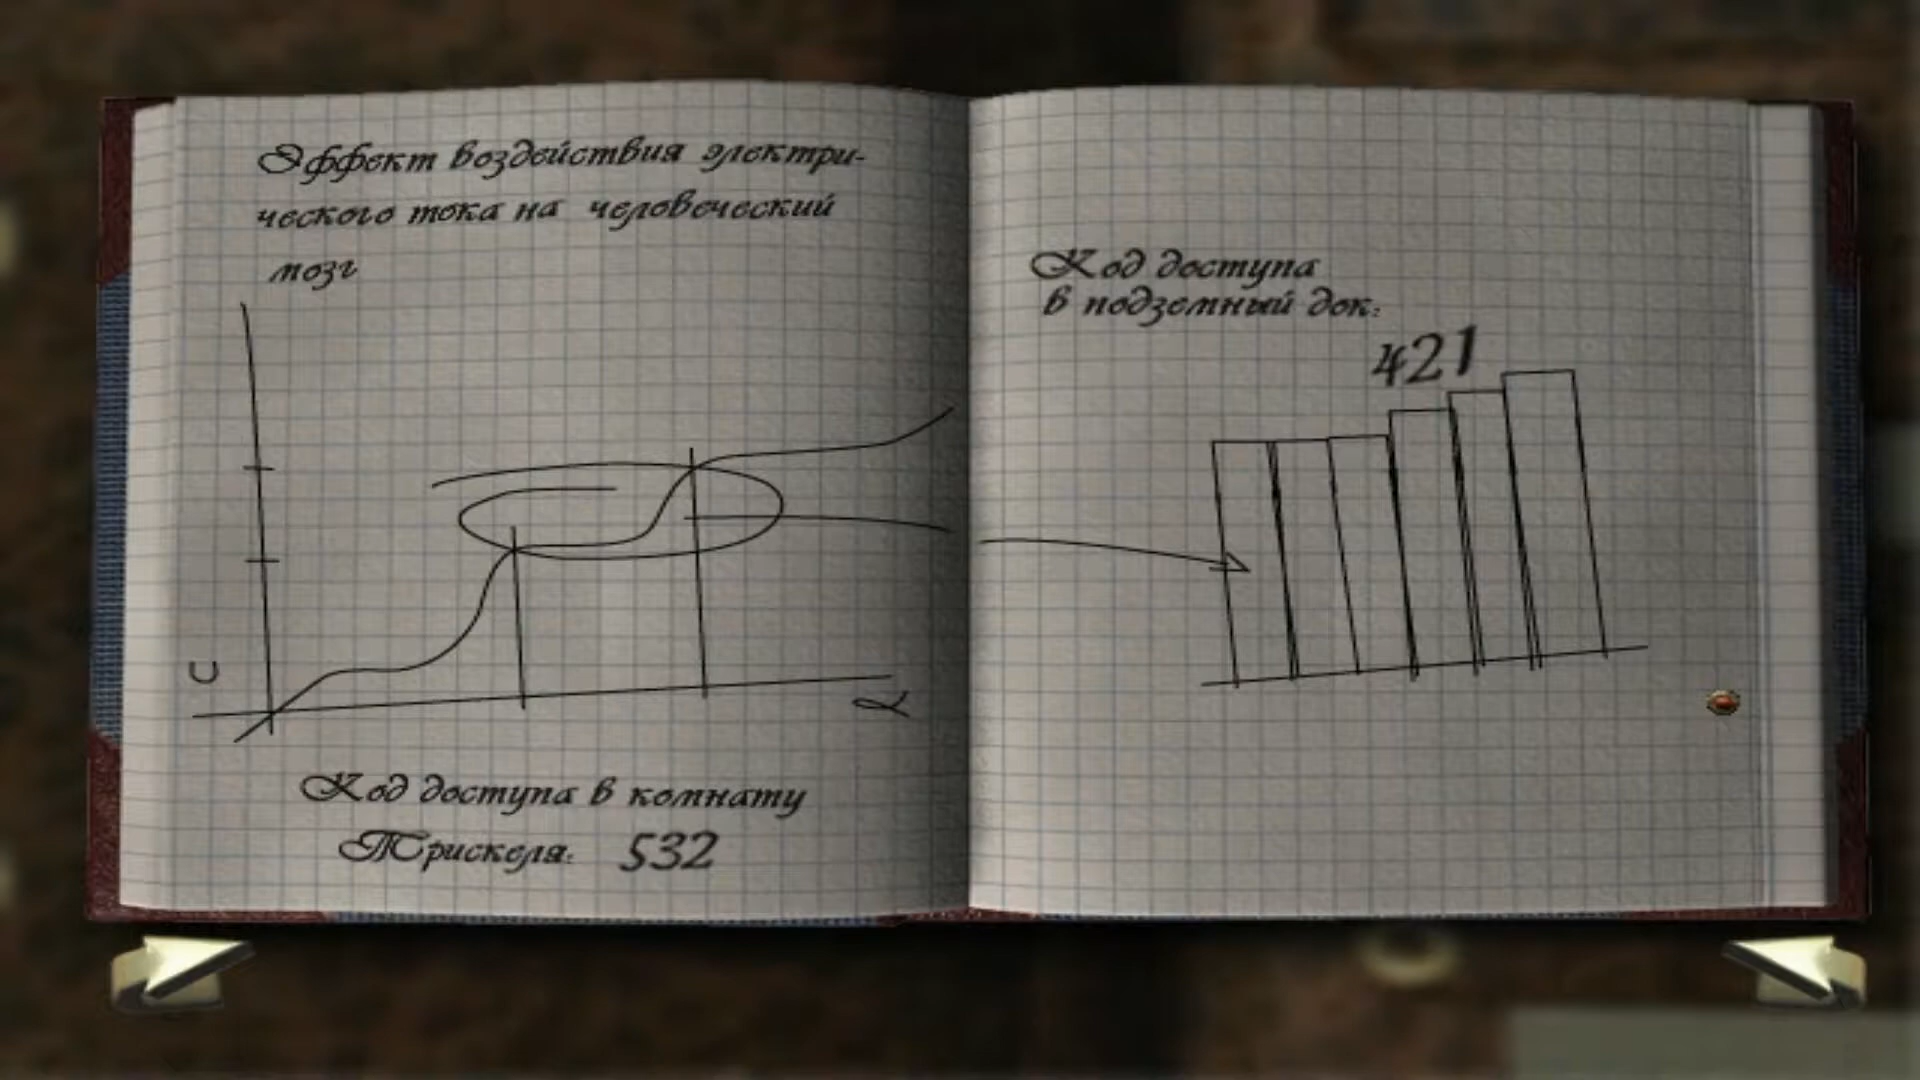 Эффект воздействия электри-
ческого тока на человеческий
мозг
C
L
Код доступа в комнату
Трискеля: 532
Код доступа
в подземный док:
421